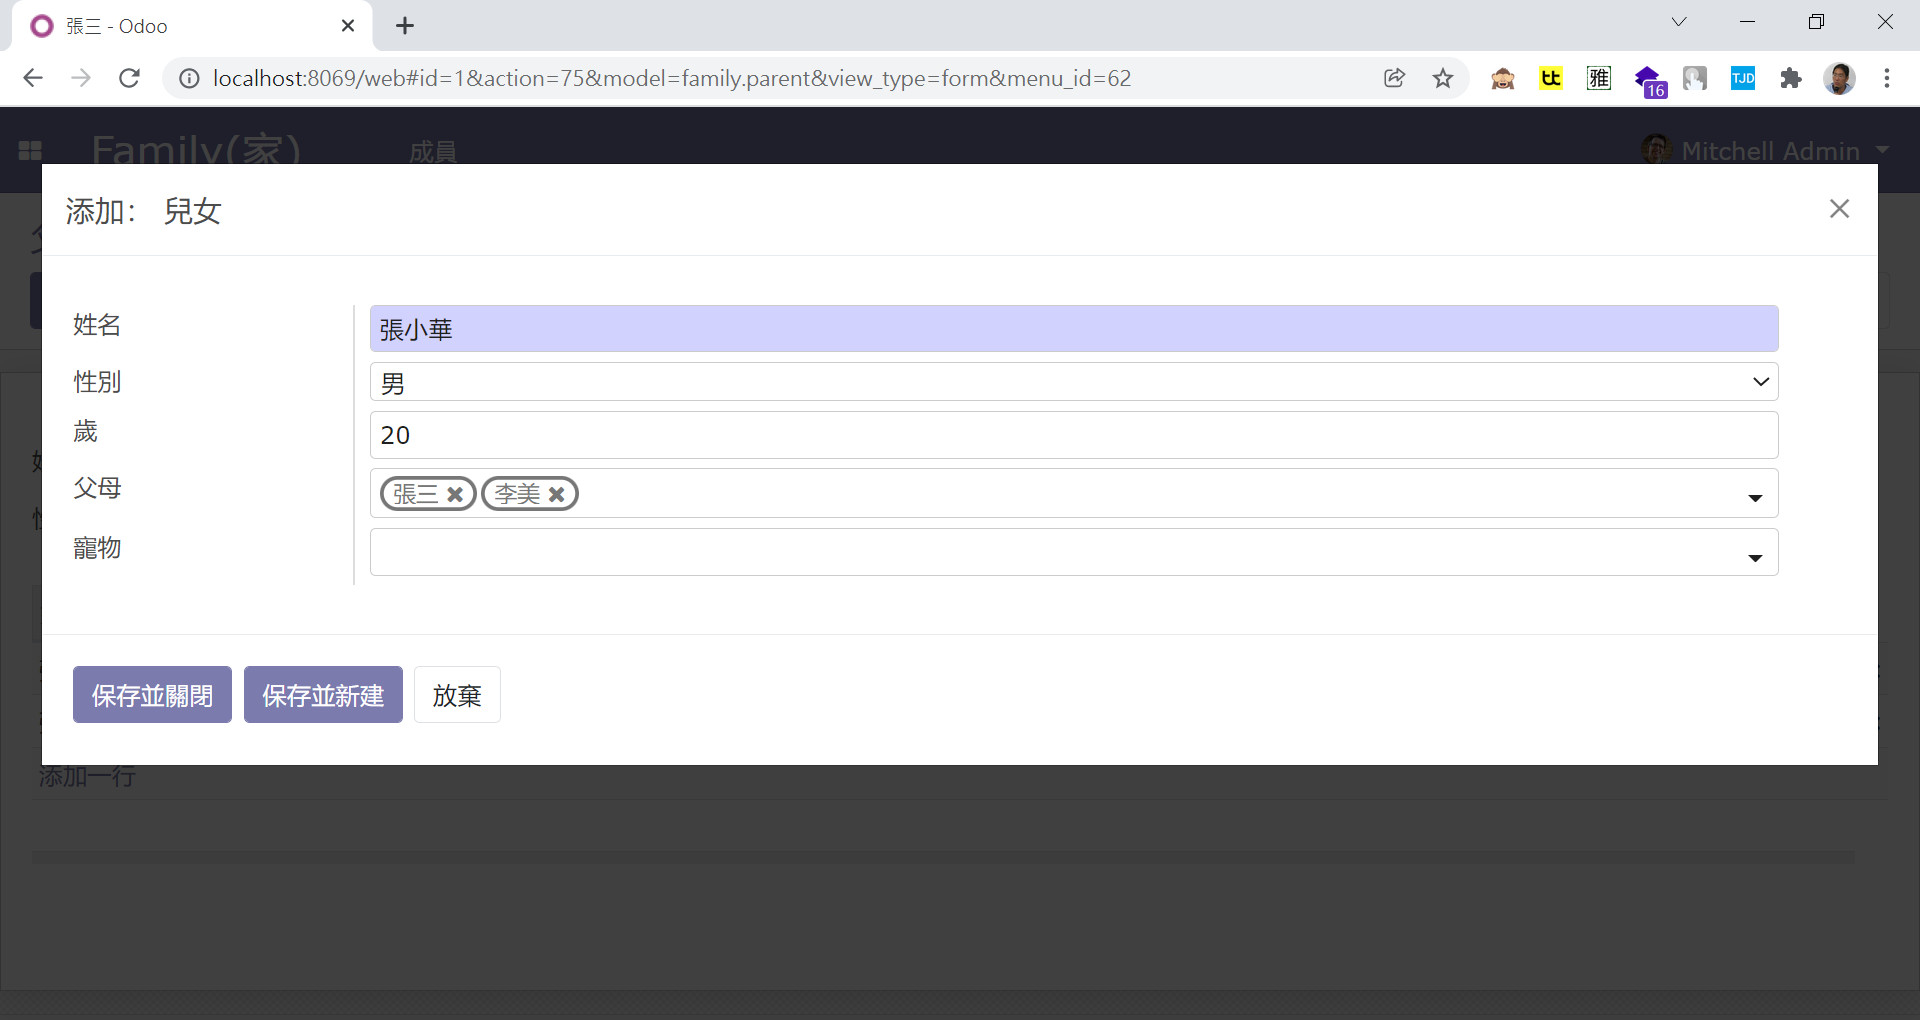 張三 - Odoo
localhost:8069/web#id=1&action=75&model=family.parent&view_type=form&menu_id=62
tt
雅
16
TJD
Family(家) 成員 Mitchell Admin
添加： 兒女
姓名 張小華
性別 男
歲 20
父母 張三 李美
寵物
保存並關閉 保存並新建 放棄
添加一行